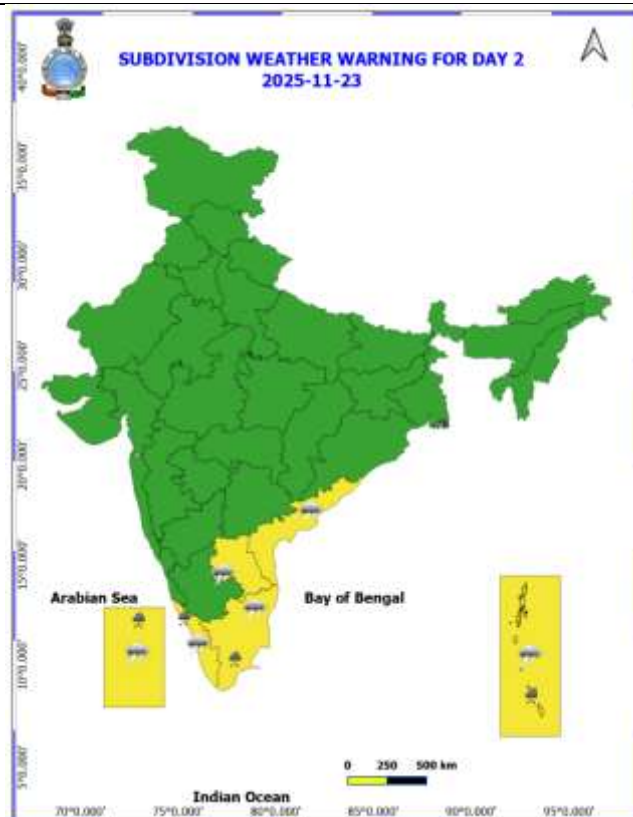 SUBDIVISION WEATHER WARNING FOR DAY 2
2025-11-23
40°0.000'
35°0.000'
30°0.000'
25°0.000'
20°0.000'
15°0.000'
10°0.000'
5°0.000'
Arabian Sea
Bay of Bengal
0 250 500 km
Indian Ocean
70°0.000' 75°0.000' 80°0.000' 85°0.000' 90°0.000' 95°0.000'